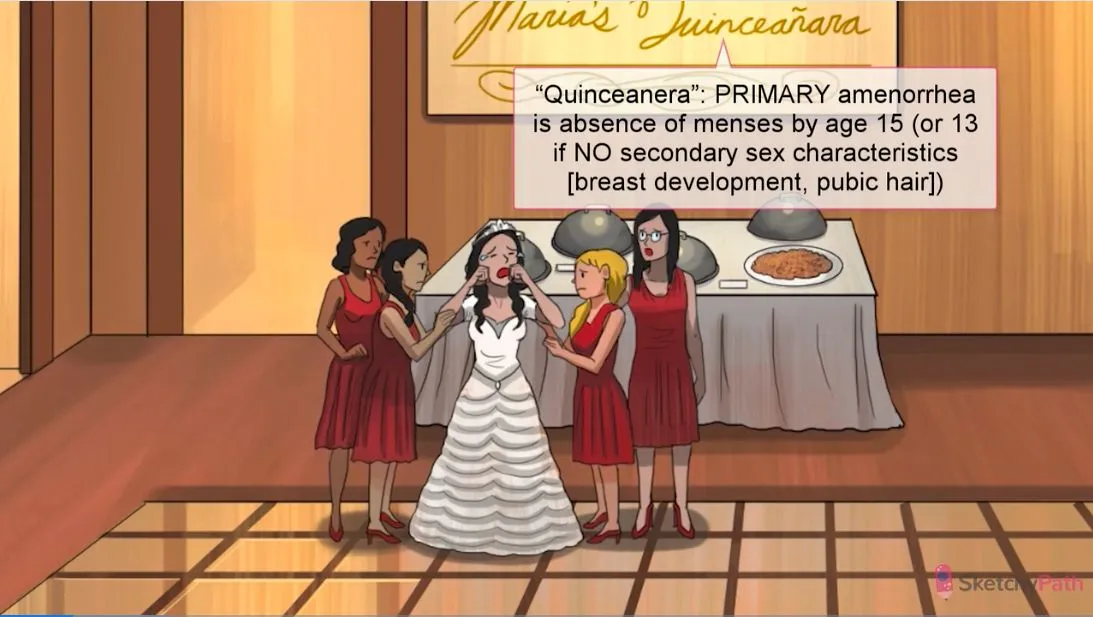 Maria's Quinceañara
“Quinceanera”: PRIMARY amenorrhea
is absence of menses by age 15 (or 13
if NO secondary sex characteristics
[breast development, pubic hair])
SketchyPath